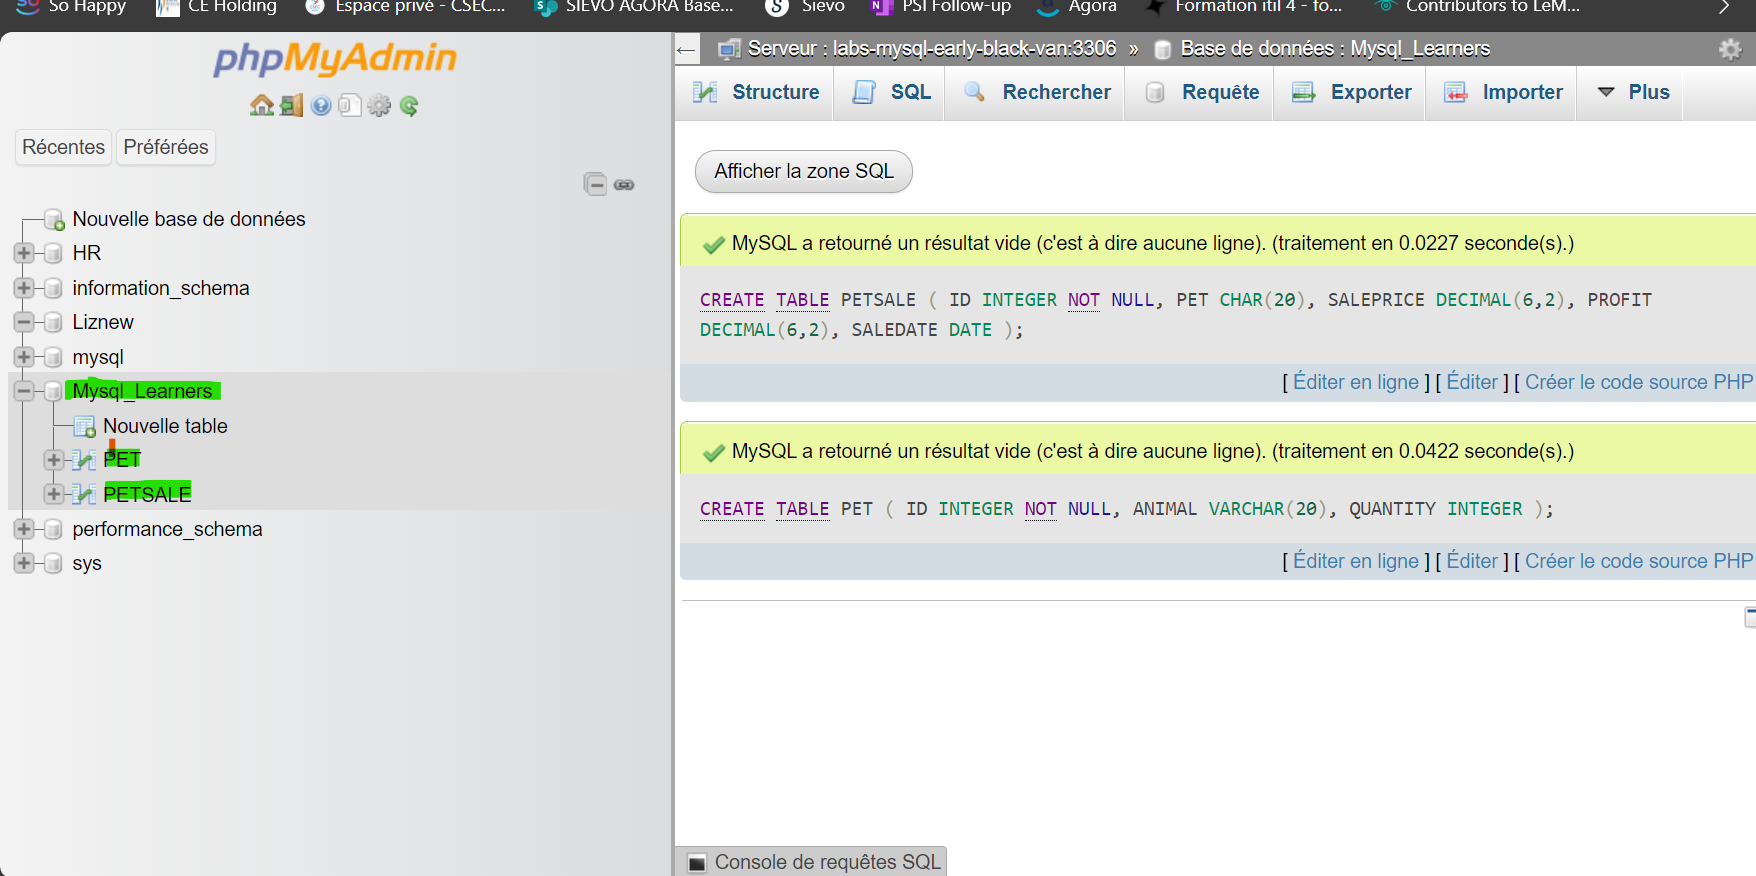 So Happy CE Holding Espace privé - CSEC... SIEVO AGORA Base... Sievo PSI Follow-up Agora Formation itil 4 - fo... Contributors to LeM...
phpMyAdmin
Récentes Préférées
Nouvelle base de données
HR
information_schema
Liznew
mysql
Mysql_Learners
Nouvelle table
PET
PETSALE
performance_schema
sys
Serveur : labs-mysql-early-black-van:3306 » Base de données : Mysql_Learners
Structure SQL Rechercher Requête Exporter Importer Plus
Afficher la zone SQL
MySQL a retourné un résultat vide (c'est à dire aucune ligne). (traitement en 0.0227 seconde(s).)
CREATE TABLE PETSALE ( ID INTEGER NOT NULL, PET CHAR(20), SALEPRICE DECIMAL(6,2), PROFIT
DECIMAL(6,2), SALEDATE DATE );
[ Éditer en ligne ] [ Éditer ] [ Créer le code source PHP
MySQL a retourné un résultat vide (c'est à dire aucune ligne). (traitement en 0.0422 seconde(s).)
CREATE TABLE PET ( ID INTEGER NOT NULL, ANIMAL VARCHAR(20), QUANTITY INTEGER );
[ Éditer en ligne ] [ Éditer ] [ Créer le code source PHP
Console de requêtes SQL